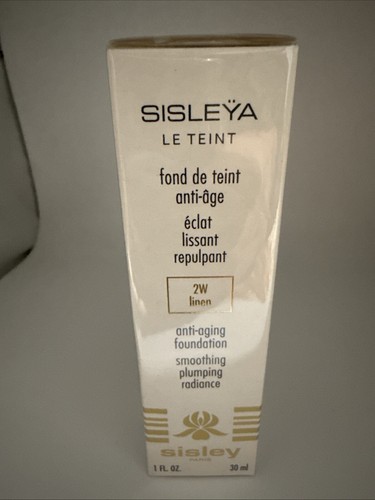 SISLEŸA
LE TEINT
fond de teint
anti-âge
éclat
lissant
repulpant
2W
linen
anti-aging
foundation
smoothing
plumping
radiance
sisley
PARIS
1 FL. OZ. 30 ml